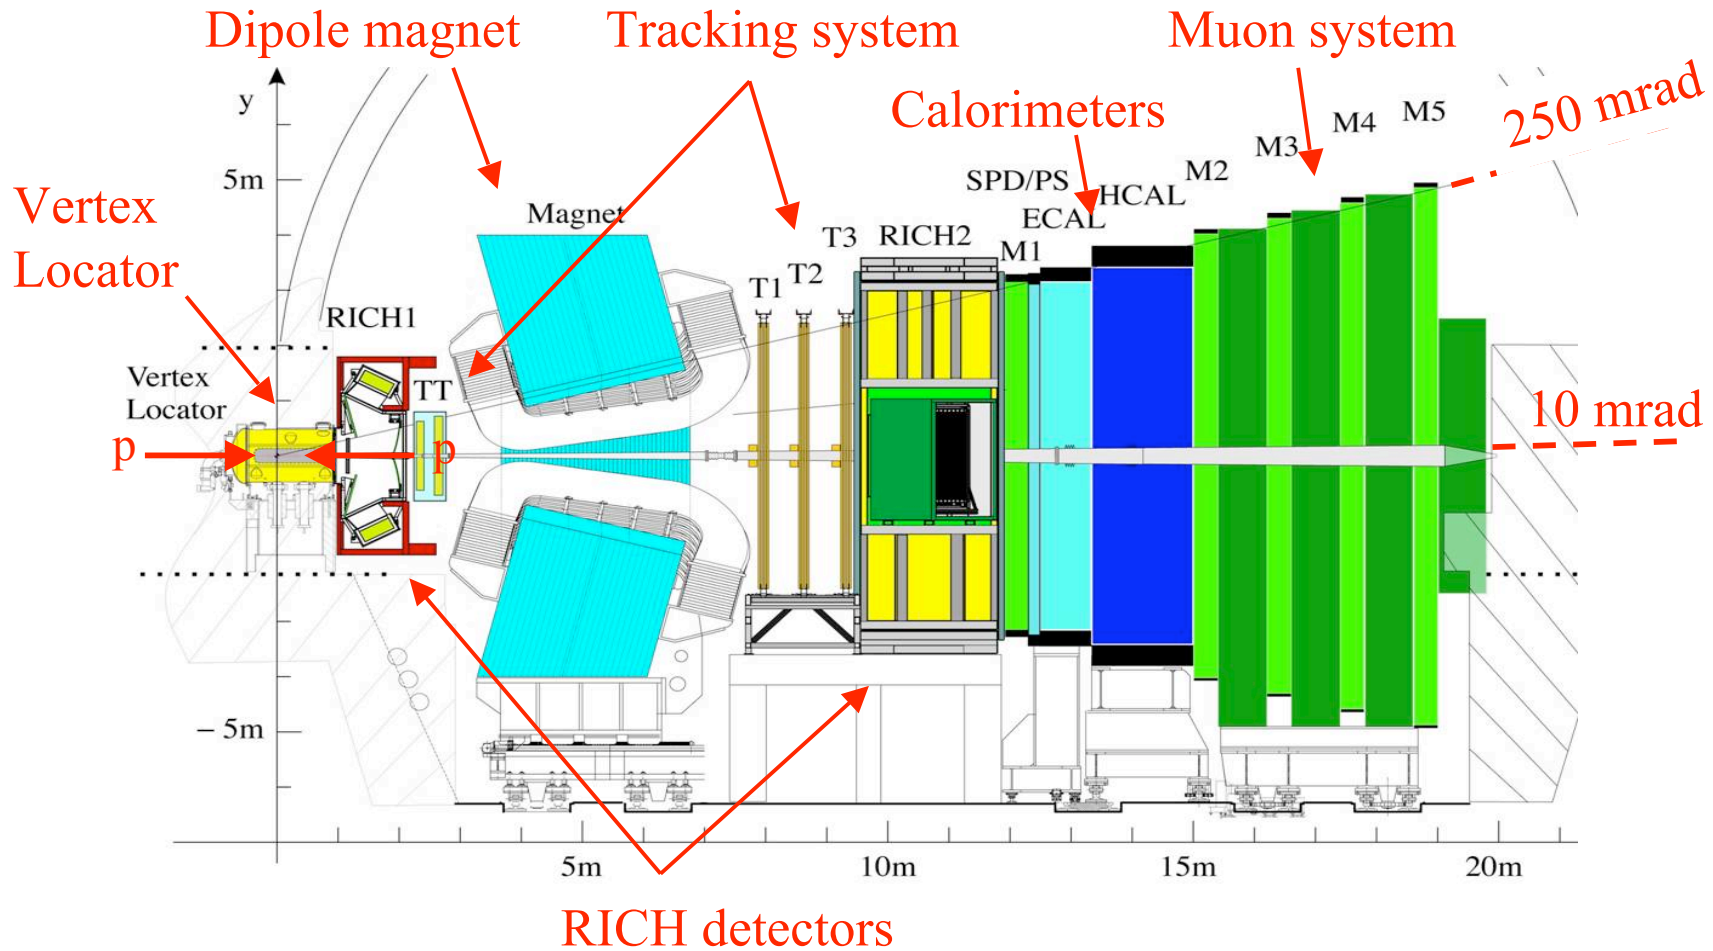 Dipole magnet
Tracking system
Muon system
Calorimeters
250 mrad
y
M5
M4
M3
M2
5m
SPD/PS
HCAL
ECAL
Vertex
Locator
Magnet
T3
RICH2
M1
T2
T1
RICH1
Vertex
Locator
TT
10 mrad
p
p
– 5m
5m
10m
15m
20m
RICH detectors